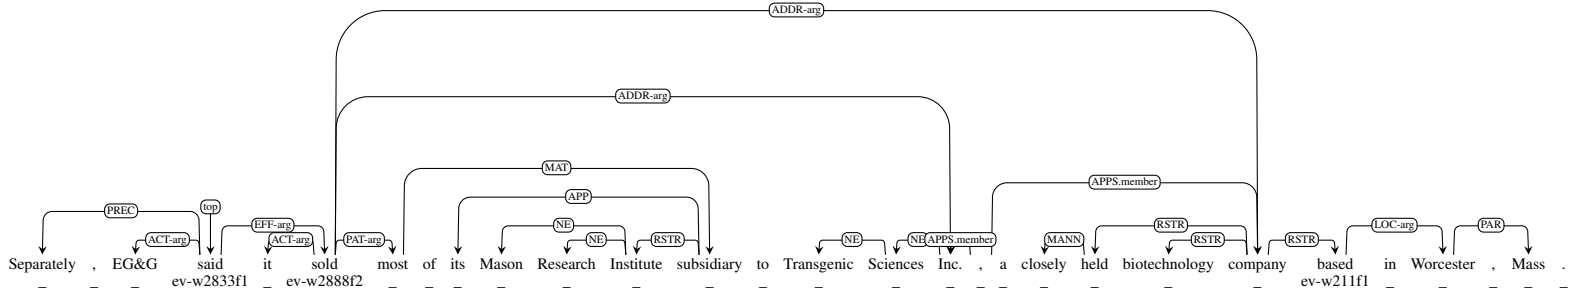 ADDR-arg
ADDR-arg
MAT
APPS.member
APP
PREC top EFF-arg NE RSTR LOC-arg PAR
ACT-arg ACT-arg PAT-arg NE RSTR NE NE APPS.member MANN RSTR RSTR
Separately , EG&G said it sold most of its Mason Research Institute subsidiary to Transgenic Sciences Inc. , a closely held biotechnology company based in Worcester , Mass .
_ _ _ ev-w2833f1 _ ev-w2888f2 _ _ _ _ _ _ _ _ _ _ _ _ _ _ _ _ _ ev-w211f1 _ _ _ _ _